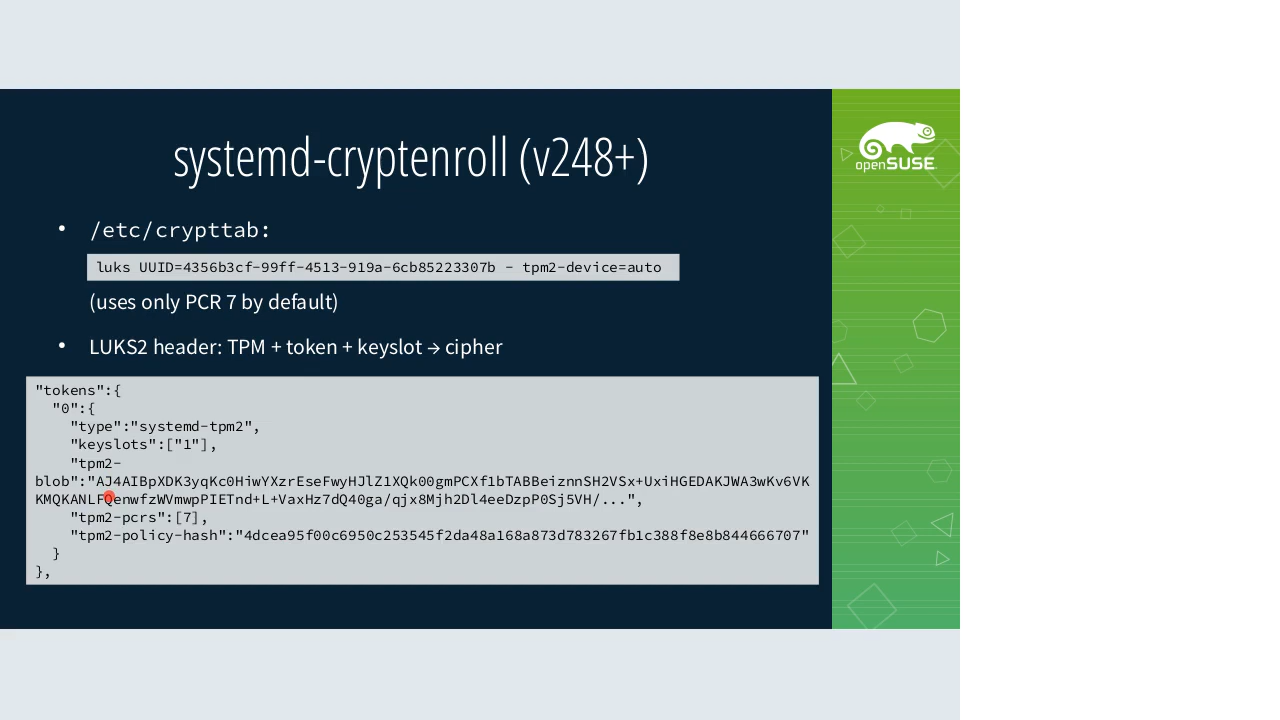 systemd-cryptenroll (v248+)
openSUSE
• /etc/crypttab:
luks UUID=4356b3cf-99ff-4513-919a-6cb85223307b - tpm2-device=auto
(uses only PCR 7 by default)
• LUKS2 header: TPM + token + keyslot → cipher
"tokens":{
"0":{
"type":"systemd-tpm2",
"keyslots":["1"],
"tpm2-
blob":"AJ4AIBpXDK3yqKc0HiwYXzrEseFwyHJlZ1XQk00gmPCXf1bTABBeiznnSH2VSx+UxiHGEDAKJWA3wKv6VK
KMQKANLFQenwfzWVmwpPIETnd+L+VaxHz7dQ40ga/qjx8Mjh2Dl4eeDzpP0Sj5VH/...",
"tpm2-pcrs":[7],
"tpm2-policy-hash":"4dcea95f00c6950c253545f2da48a168a873d783267fb1c388f8e8b844666707"
}
},